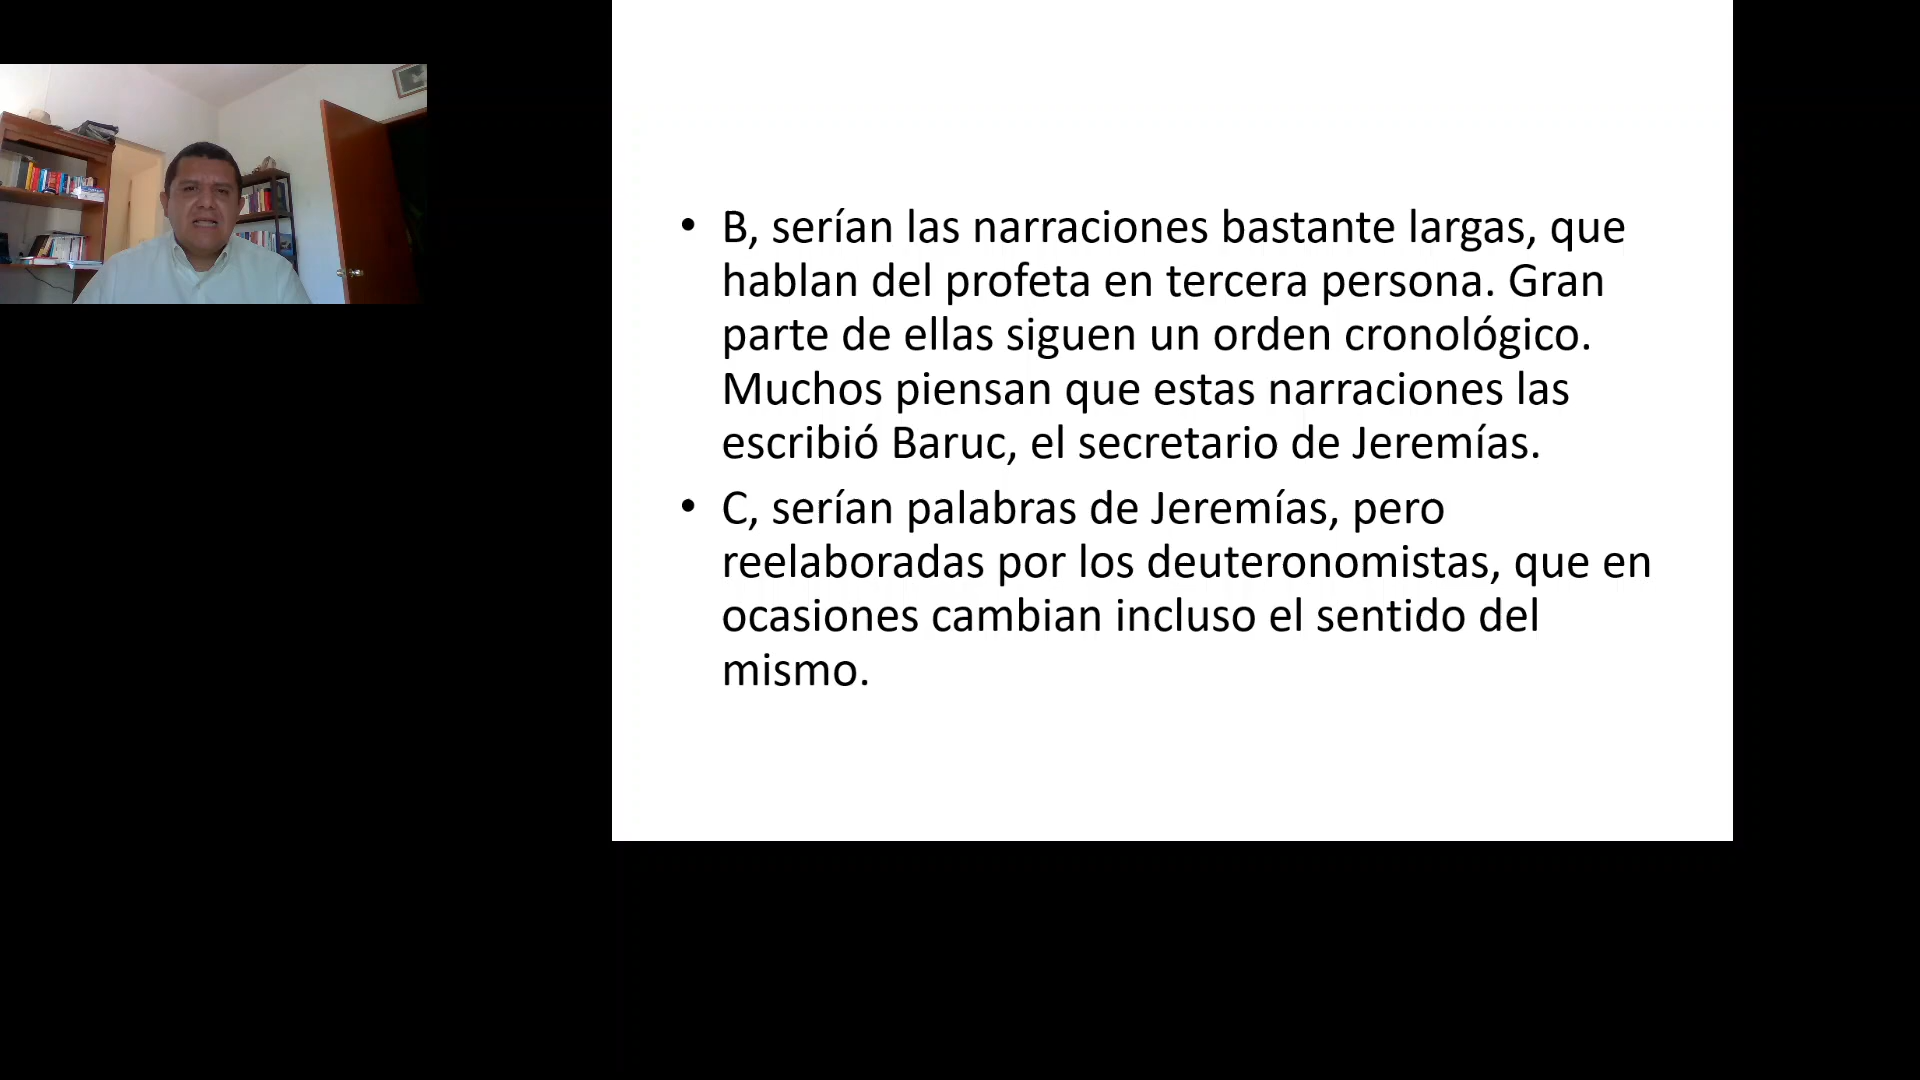 • B, serían las narraciones bastante largas, que
hablan del profeta en tercera persona. Gran
parte de ellas siguen un orden cronológico.
Muchos piensan que estas narraciones las
escribió Baruc, el secretario de Jeremías.
• C, serían palabras de Jeremías, pero
reelaboradas por los deuteronomistas, que en
ocasiones cambian incluso el sentido del
mismo.